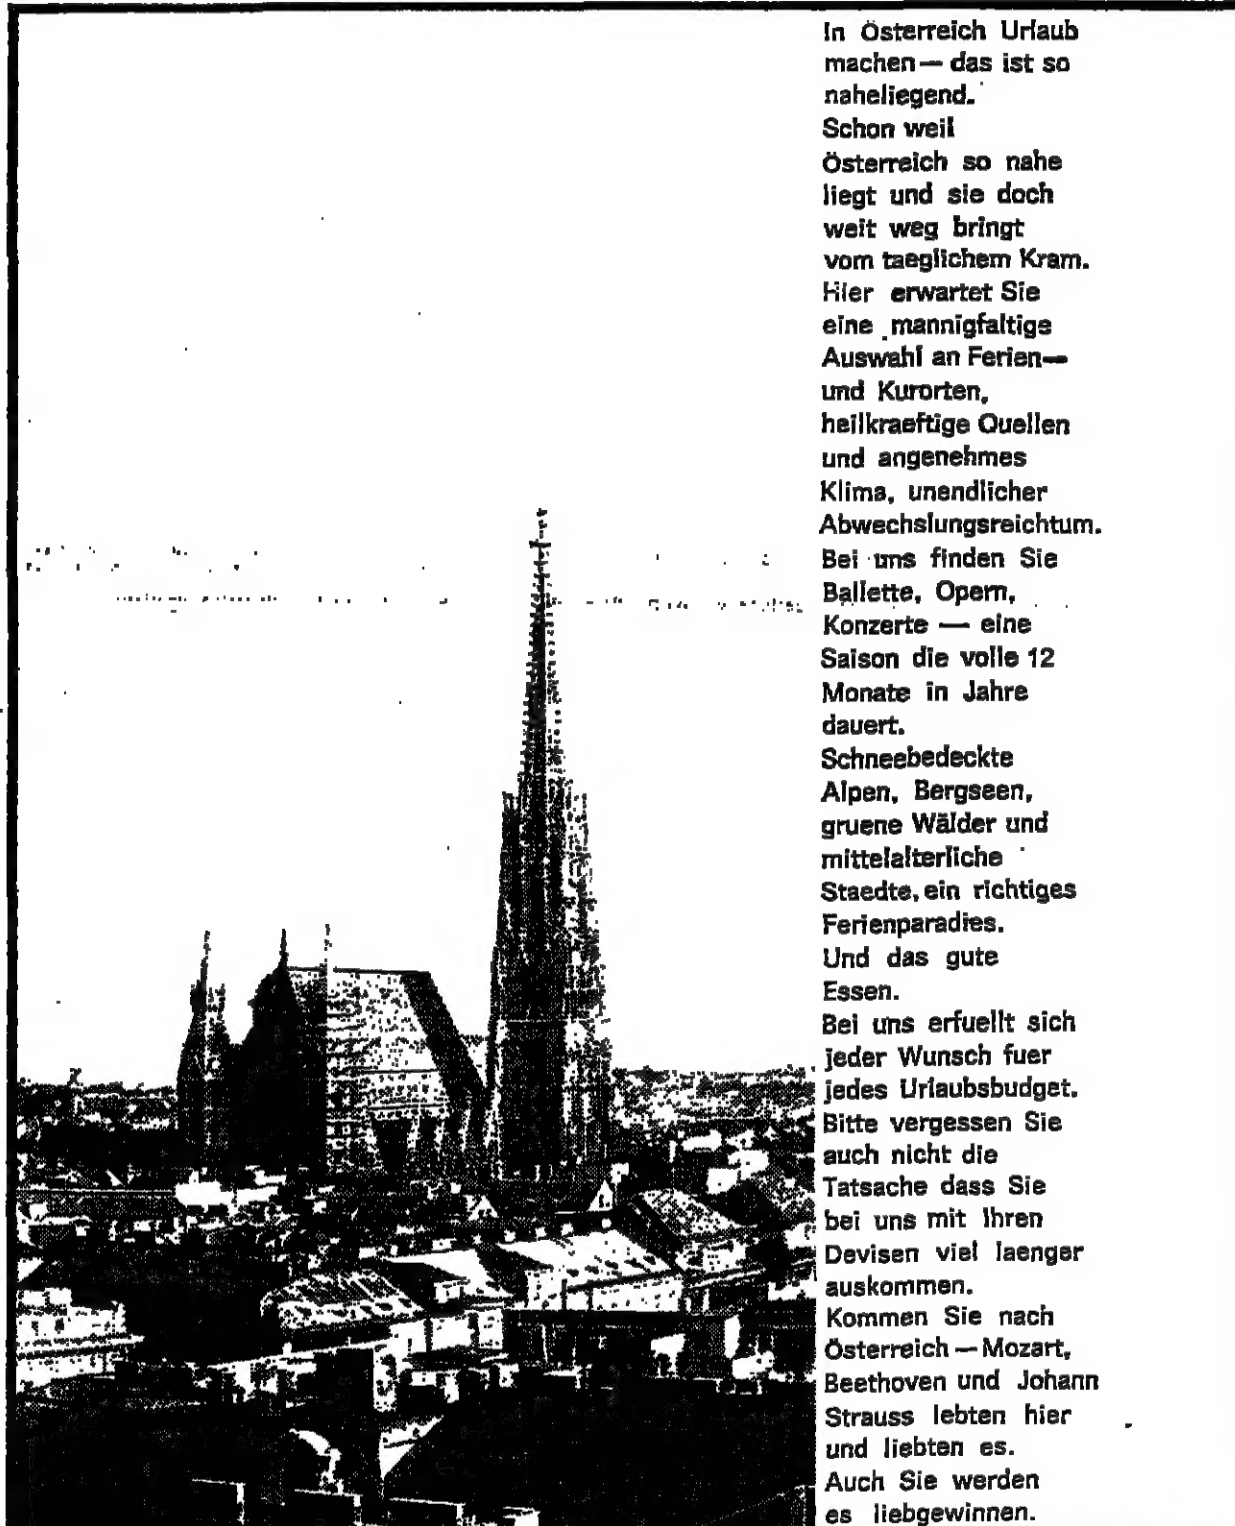 In Österreich Urlaub
machen — das ist so
naheliegend.
Schon weil
Österreich so nahe
liegt und sie doch
weit weg bringt
vom taeglichem Kram.
Hier erwartet Sie
eine mannigfaltige
Auswahl an Ferien—
und Kurorten,
heilkraeftige Quellen
und angenehmes
Klima, unendlicher
Abwechslungsreichtum.
Bei uns finden Sie
Ballette, Opern,
Konzerte — eine
Saison die volle 12
Monate in Jahre
dauert.
Schneebedeckte
Alpen, Bergseen,
gruene Wälder und
mittelalterliche
Staedte, ein richtiges
Ferienparadies.
Und das gute
Essen.
Bei uns erfuellt sich
jeder Wunsch fuer
jedes Urlaubsbudget.
Bitte vergessen Sie
auch nicht die
Tatsache dass Sie
bei uns mit Ihren
Devisen viel laenger
auskommen.
Kommen Sie nach
Österreich — Mozart,
Beethoven und Johann
Strauss lebten hier
und liebten es.
Auch Sie werden
es liebgewinnen.